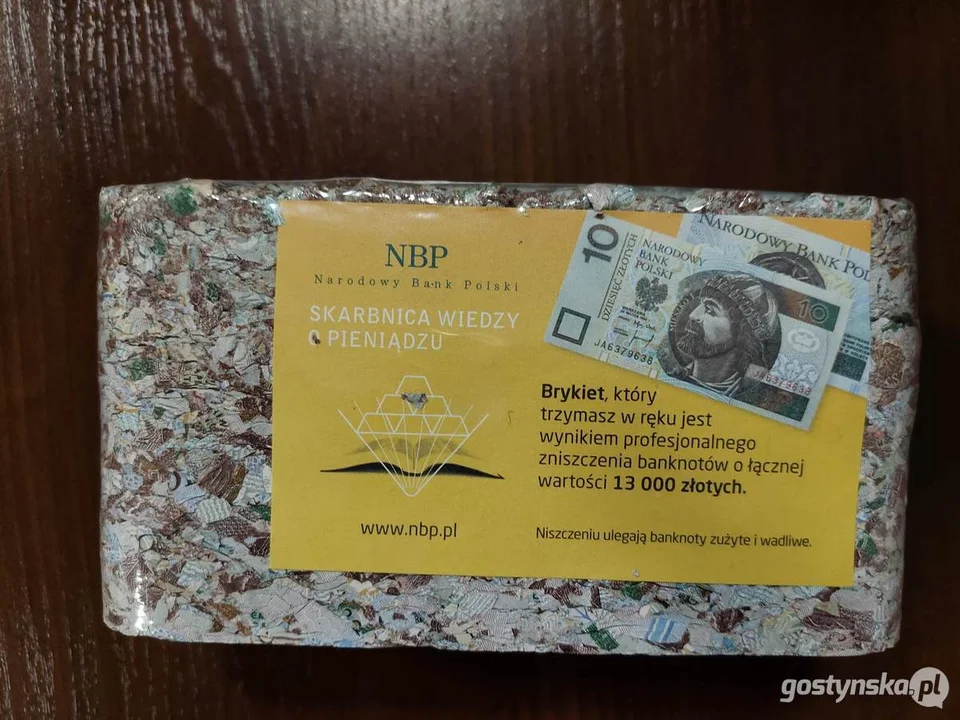 NBP
Narodowy Bank Polski
SKARBNICA WIEDZY
O PIENIĄDZU
www.nbp.pl
10
DZIESIĘĆ ZŁOTYCH
NARODOWY
BANK
POLSKI
JA6379638
10
JA6379638
NARODOWY BANK POL
Brykiet, który
trzymasz w ręku jest
wynikiem profesjonalnego
zniszczenia banknotów o łącznej
wartości 13 000 złotych.
Niszczeniu ulegają banknoty zużyte i wadliwe.
gostynska.pl